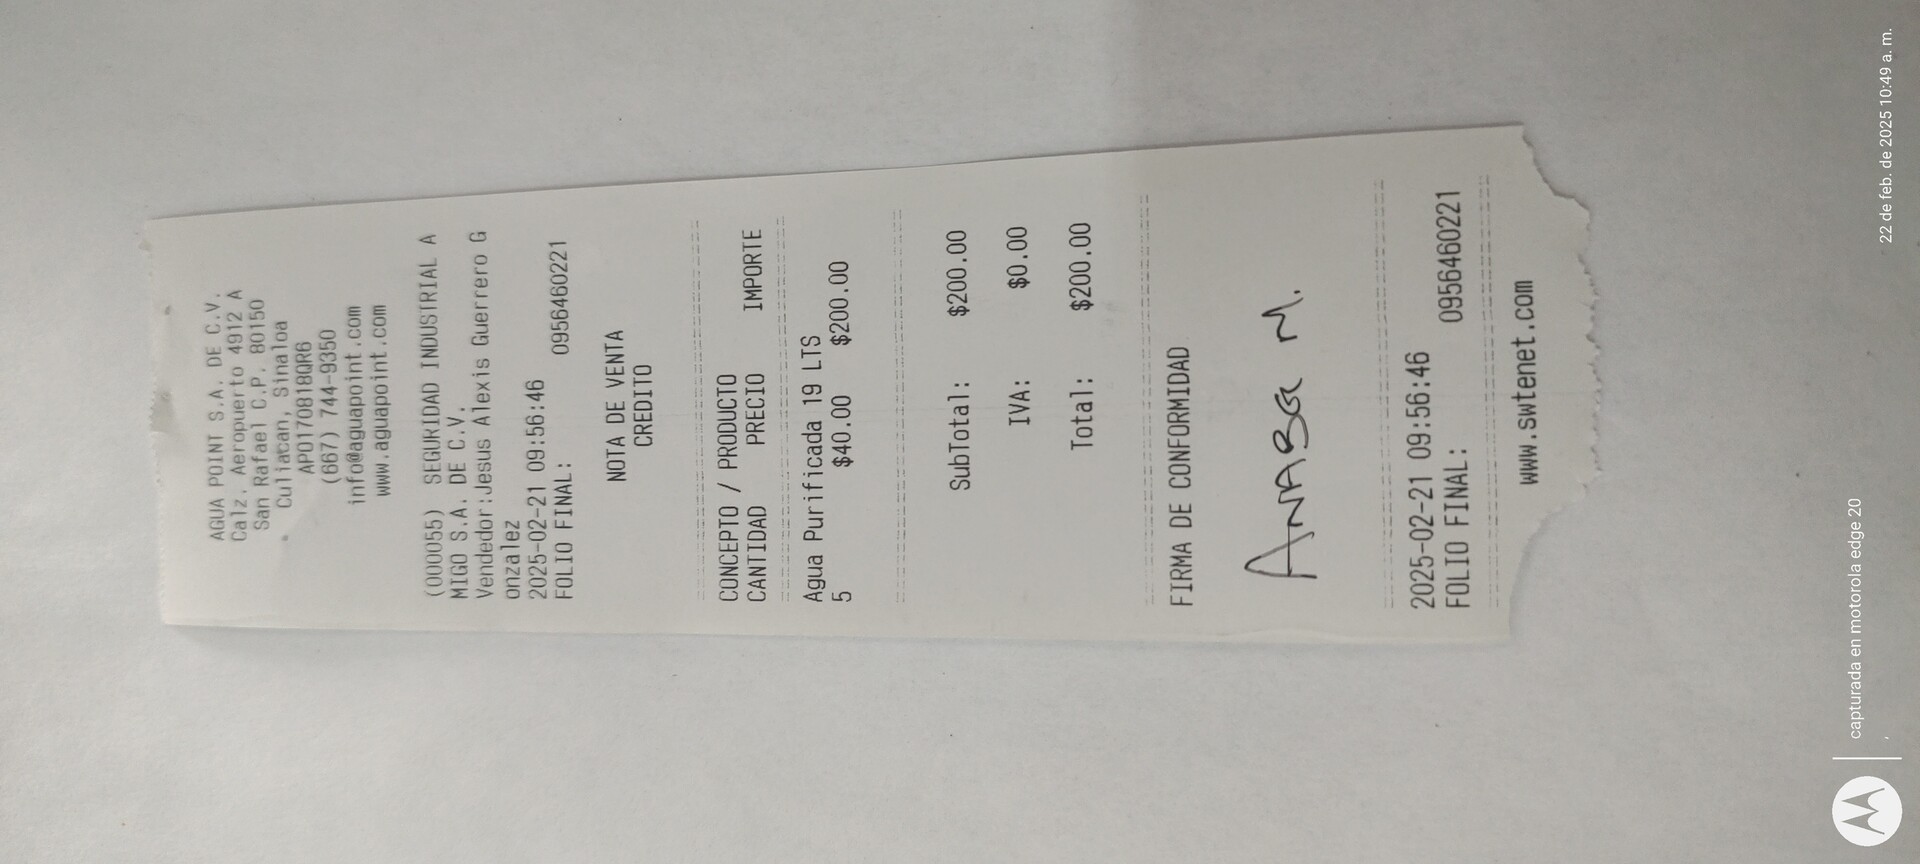 AGUA POINT S.A. DE C.V.
Calz. Aeropuerto 4912 A
San Rafael C.P. 80150
Culiacan, Sinaloa
APO170818QR6
(667) 744-9350
info@aguapoint.com
www.aguapoint.com
(000055) SEGURIDAD INDUSTRIAL A
MIGO S.A. DE C.V.
Vendedor:Jesus Alexis Guerrero G
onzalez
2025-02-21 09:56:46
FOLIO FINAL: 0956460221
NOTA DE VENTA
CREDITO
CONCEPTO / PRODUCTO
CANTIDAD PRECIO IMPORTE
Agua Purificada 19 LTS
5 $40.00 $200.00
SubTotal: $200.00
IVA: $0.00
Total: $200.00
FIRMA DE CONFORMIDAD
ANABGL M.
2025-02-21 09:56:46
FOLIO FINAL: 0956460221
www.swtenet.com
capturada en motorola edge 20
22 de feb. de 2025 10:49 a. m.